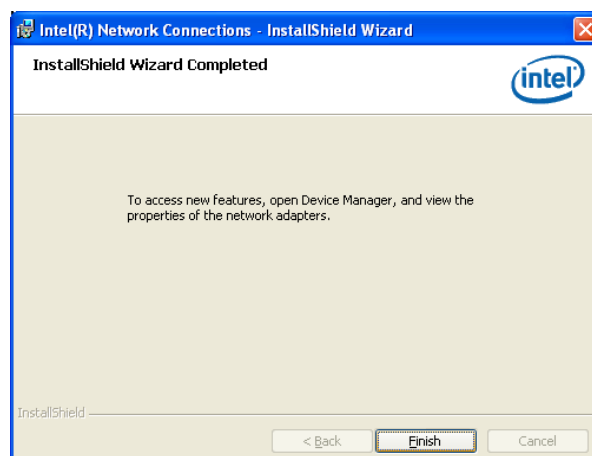 Intel(R) Network Connections - InstallShield Wizard
InstallShield Wizard Completed
intel
To access new features, open Device Manager, and view the
properties of the network adapters.
InstallShield
< Back
Finish
Cancel